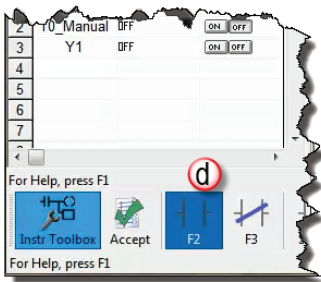 2 Y0_Manual OFF ON OFF
3 Y1 OFF ON OFF
4
5
6
7
For Help, press F1
d
Instr Toolbox Accept F2 F3
For Help, press F1